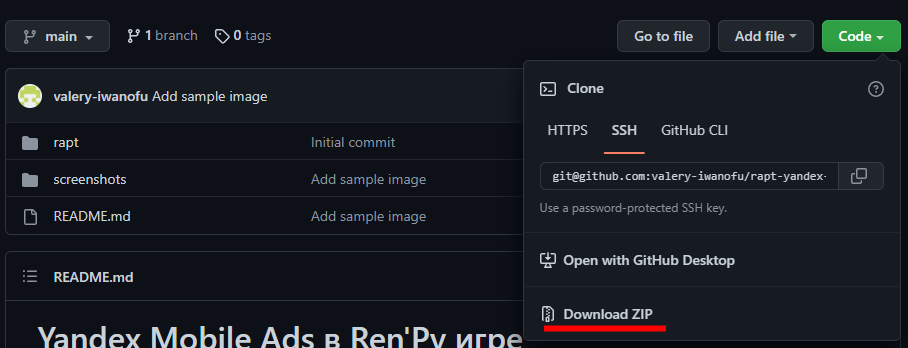 main 1 branch 0 tags Go to file Add file Code
valery-iwanofu Add sample image
Clone
rapt Initial commit
HTTPS SSH GitHub CLI
screenshots Add sample image
git@github.com:valery-iwanofu/rapt-yandex-
README.md Add sample image
Use a password-protected SSH key.
Open with GitHub Desktop
README.md
Download ZIP
Yandex Mobile Ads в Ren'Py игре